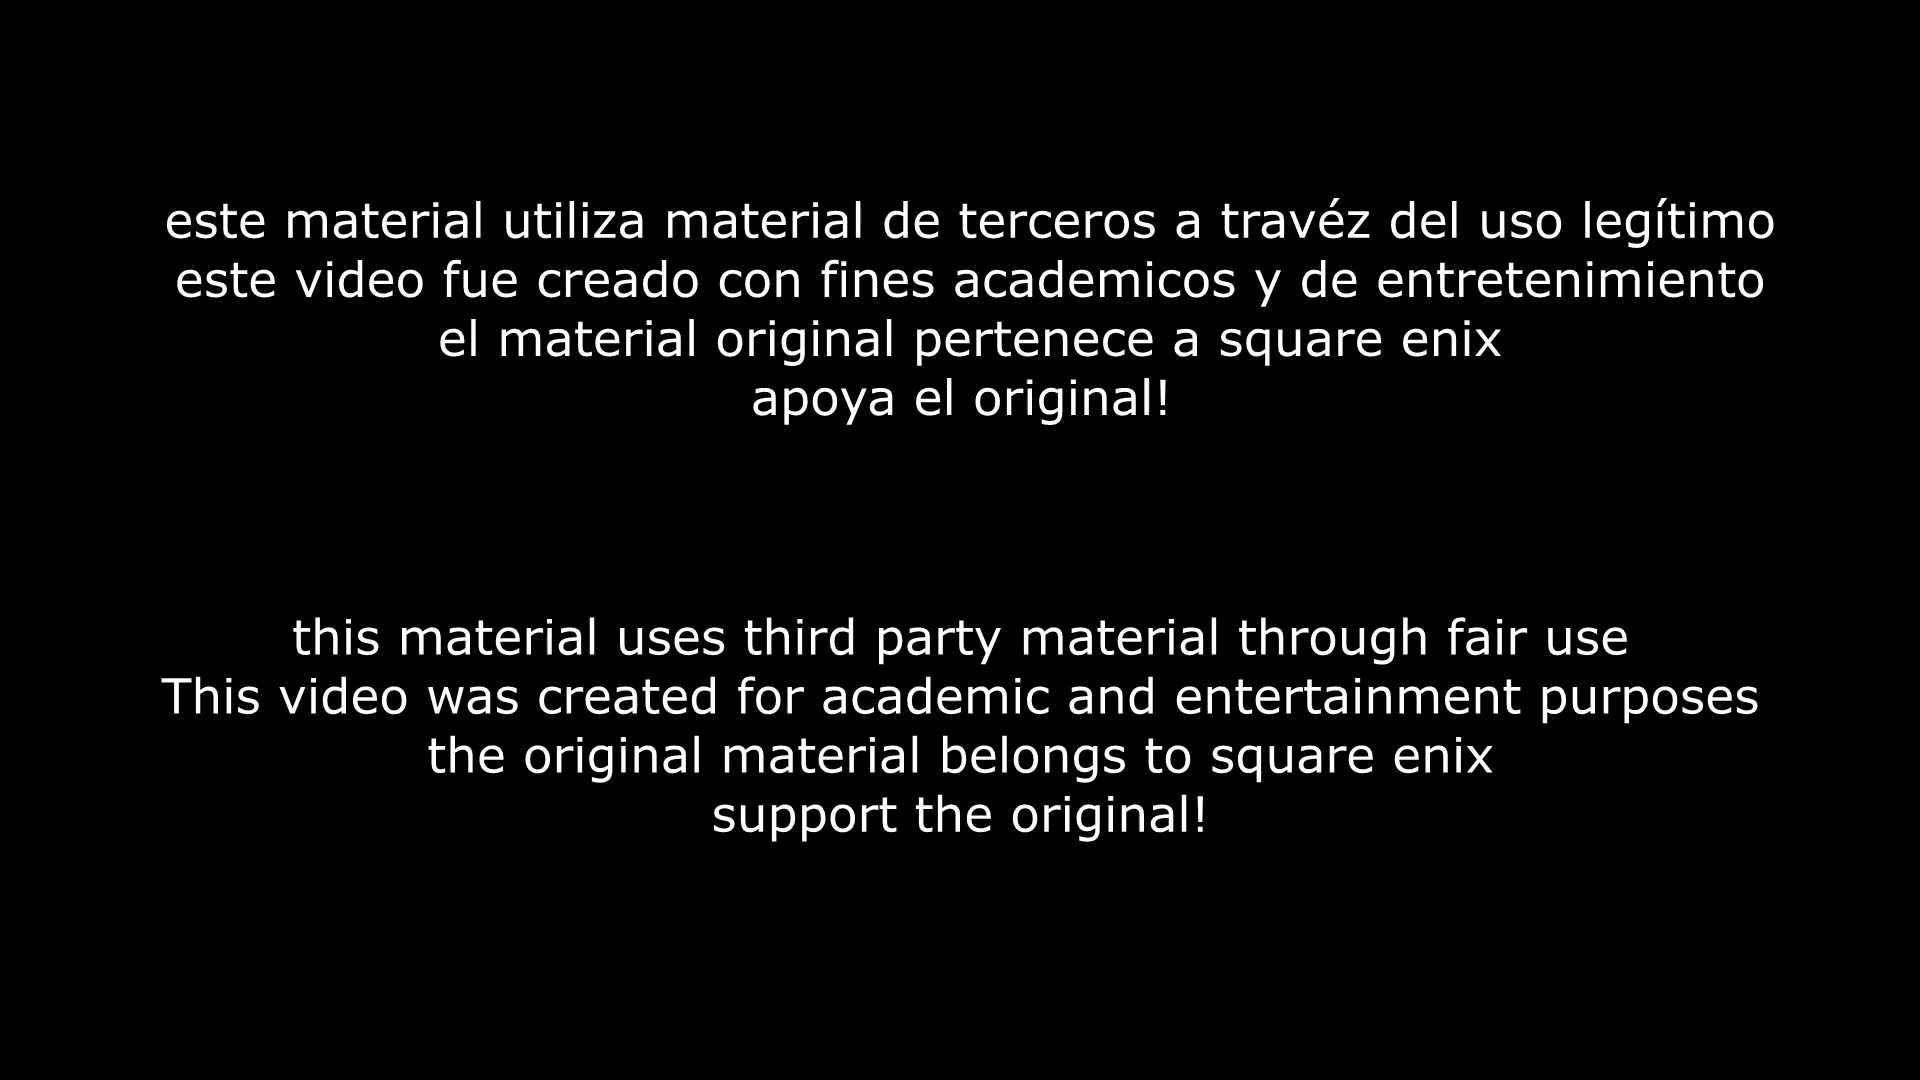 este material utiliza material de terceros a travéz del uso legítimo
este video fue creado con fines academicos y de entretenimiento
el material original pertenece a square enix
apoya el original!
this material uses third party material through fair use
This video was created for academic and entertainment purposes
the original material belongs to square enix
support the original!